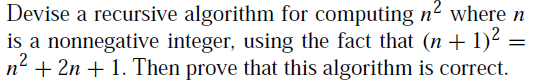 Devise a recursive algorithm for computing n² where n
is a nonnegative integer, using the fact that (n + 1)² =
n² + 2n + 1. Then prove that this algorithm is correct.